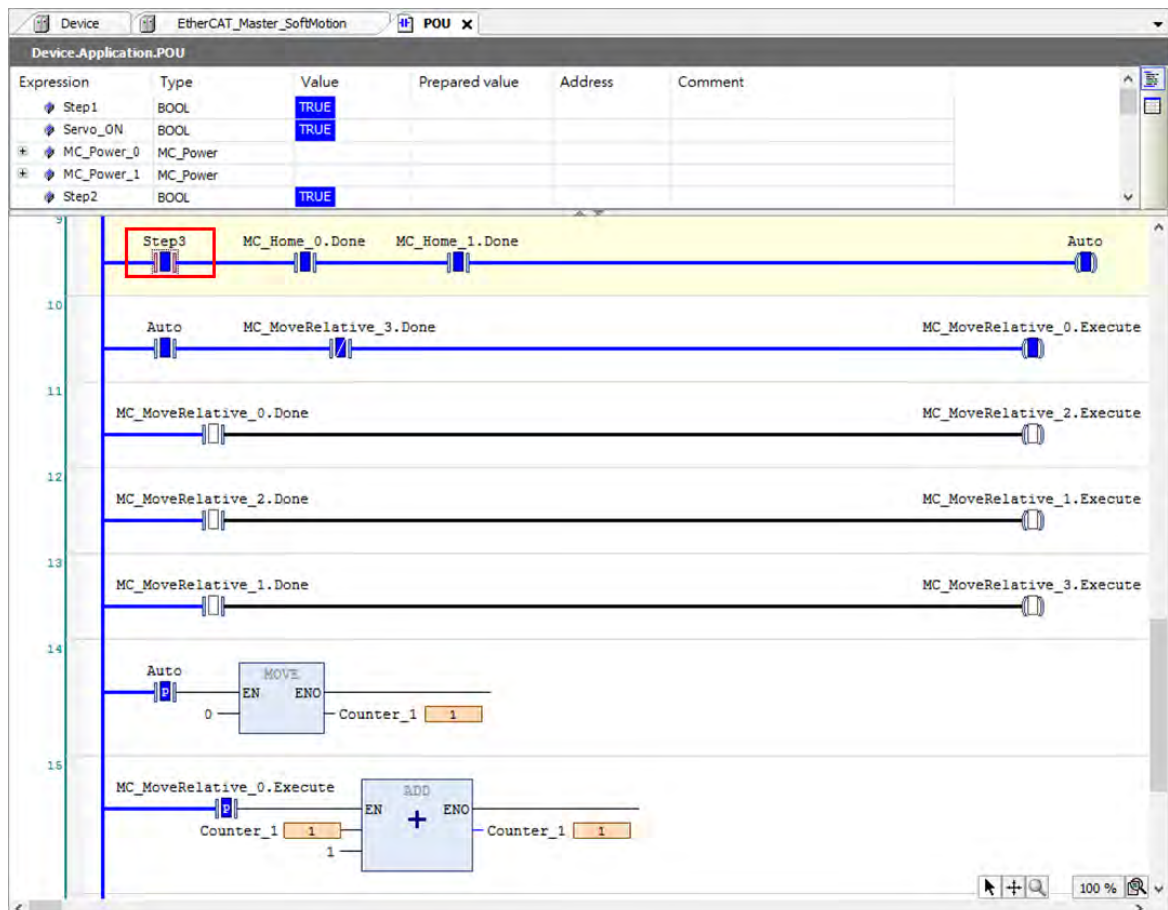 Device EtherCAT_Master_SoftMotion POU x
Device.Application.POU
Expression Type Value Prepared value Address Comment
Step1 BOOL TRUE
Servo_ON BOOL TRUE
MC_Power_0 MC_Power
MC_Power_1 MC_Power
Step2 BOOL TRUE
9
Step3 MC_Home_0.Done MC_Home_1.Done Auto
10
Auto MC_MoveRelative_3.Done MC_MoveRelative_0.Execute
11
MC_MoveRelative_0.Done MC_MoveRelative_2.Execute
12
MC_MoveRelative_2.Done MC_MoveRelative_1.Execute
13
MC_MoveRelative_1.Done MC_MoveRelative_3.Execute
14
Auto MOVE
P EN ENO
0 Counter_1 1
15
MC_MoveRelative_0.Execute ADD
P EN ENO
Counter_1 1 + Counter_1 1
1
100 %